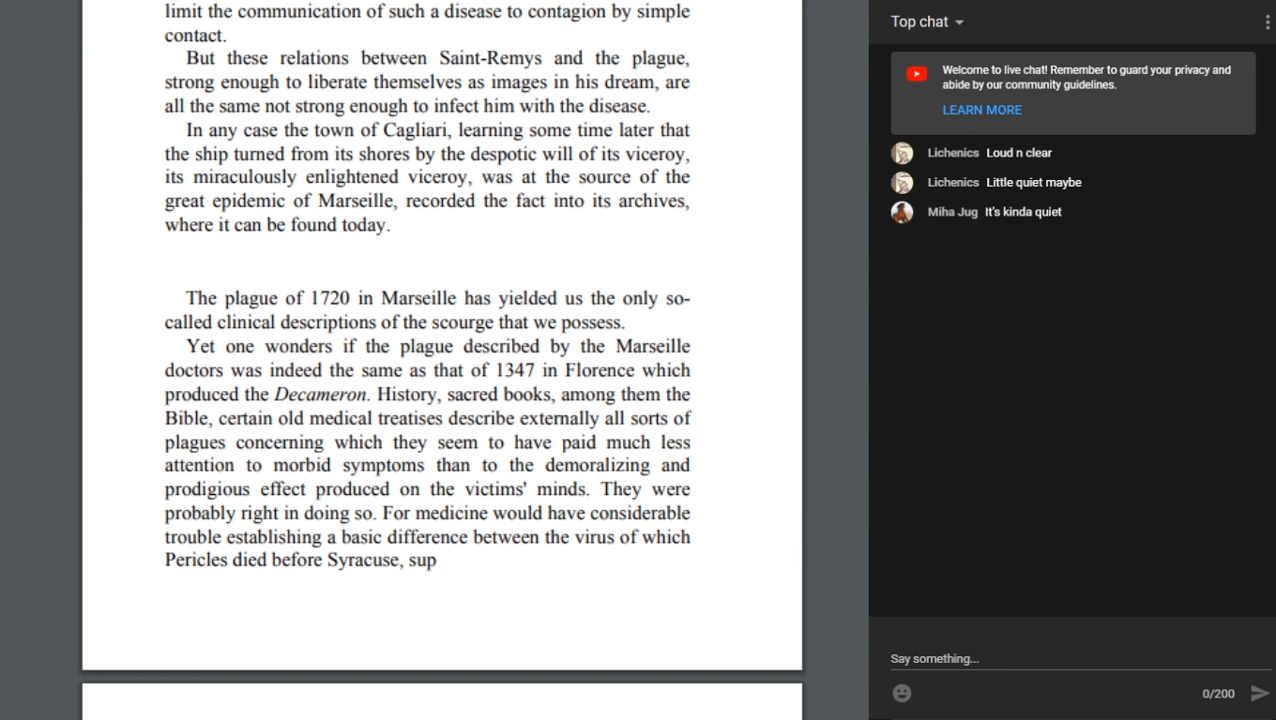 limit the communication of such a disease to contagion by simple
contact.
But these relations between Saint-Remys and the plague,
strong enough to liberate themselves as images in his dream, are
all the same not strong enough to infect him with the disease.
In any case the town of Cagliari, learning some time later that
the ship turned from its shores by the despotic will of its viceroy,
its miraculously enlightened viceroy, was at the source of the
great epidemic of Marseille, recorded the fact into its archives,
where it can be found today.
The plague of 1720 in Marseille has yielded us the only so-
called clinical descriptions of the scourge that we possess.
Yet one wonders if the plague described by the Marseille
doctors was indeed the same as that of 1347 in Florence which
produced the Decameron. History, sacred books, among them the
Bible, certain old medical treatises describe externally all sorts of
plagues concerning which they seem to have paid much less
attention to morbid symptoms than to the demoralizing and
prodigious effect produced on the victims' minds. They were
probably right in doing so. For medicine would have considerable
trouble establishing a basic difference between the virus of which
Pericles died before Syracuse, sup
Top chat
Welcome to live chat! Remember to guard your privacy and
abide by our community guidelines.
LEARN MORE
Lichenics Loud n clear
Lichenics Little quiet maybe
Miha Jug It's kinda quiet
Say something...
0/200